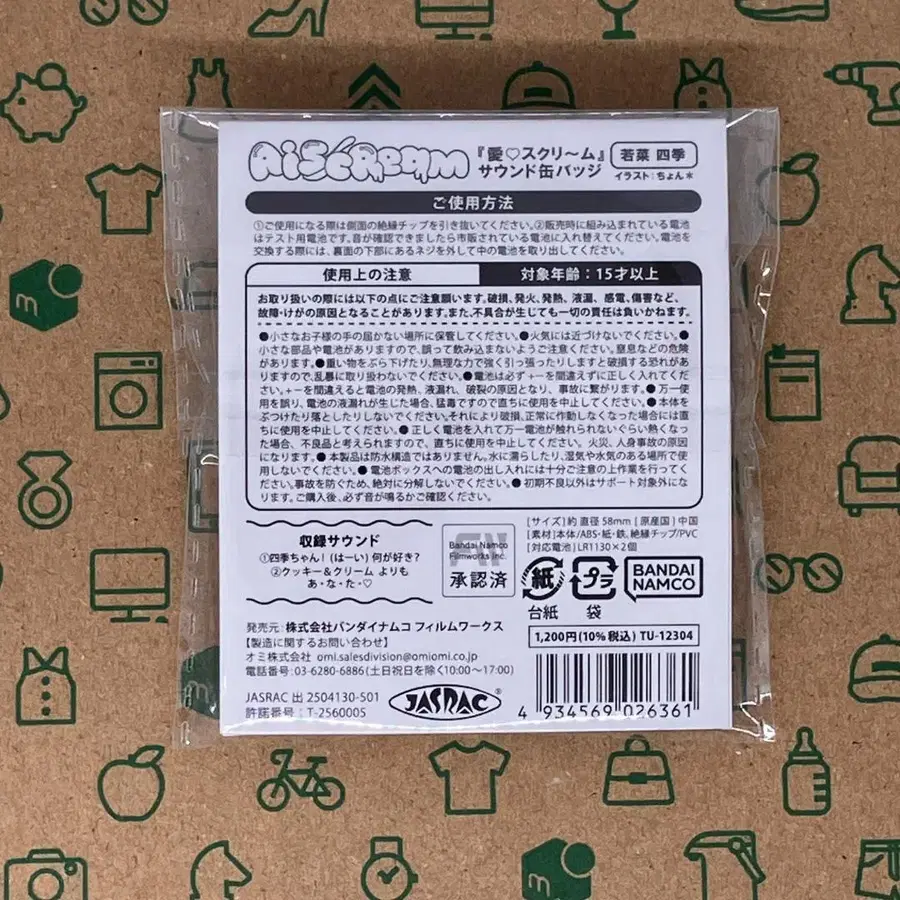 AiScReam
『愛♡スクリ〜ム』
サウンド缶バッジ
若菜 四季
イラスト:ちょん＊
ご使用方法
①ご使用になる際は側面の絶縁チップを引き抜いてください。②販売時に組み込まれている電池
はテスト用電池です。音が確認できましたら市販されている電池に入れ替えてください。電池を
交換する際には、裏面の下部にあるネジを外して中の電池を取り出してください。
使用上の注意
対象年齢：15才以上
お取り扱いの際には以下の点にご注意願います。破損、発火、発熱、液漏、感電、傷害など、
故障・けがの原因となることがあります。また、不具合が生じても一切の責任は負いかねます。
●小さなお子様の手の届かない場所に保管してください。●火気には近づけないでください。●
小さな部品や電池がありますので、誤って飲み込まないようご注意ください。窒息などの危険
があります。●重い物をぶら下げたり、無理な力で強く引っ張ったりしますと破損する恐れがあ
りますので、乱暴に取り扱わないでください。●電池は必ず＋－を間違えずに正しく入れてくだ
さい。＋－を間違えると電池の発熱、液漏れ、破裂の原因となり、事故に繋がります。● 万一使
用を誤り、電池の液漏れが生じた場合、猛毒ですので直ちに使用を中止してください。●本体を
ぶつけたり落としたりしないでください。それにより破損、正常に作動しなくなった場合には直
ちに使用を中止してください。● 正しく電池を入れて万一電池が触れられないぐらい熱くなっ
た場合、不良品と考えられますので、直ちに使用を中止してください。火災、人身事故の原因
になります。● 本製品は防水構造ではありません。水に濡らしたり、湿気や水気のある場所で使
用しないでください。● 電池ボックスへの電池の出し入れには十分ご注意の上作業を行ってく
ださい。事故を防ぐため、絶対に分解しないでください。● 初期不良以外はサポート対象外にな
ります。ご購入後、必ず音が鳴るかご確認ください。
収録サウンド
①四季ちゃん！(はーい) 何が好き？
②クッキー＆クリーム よりも
あ・な・た・♡
Bandai Namco
Filmworks Inc.
承認済
[サイズ]約 直径 58mm [原産国]中国
[素材]本体/ABS・紙・鉄、絶縁チップ/PVC
[対応電池]LR1130×2個
紙
台紙
プラ
袋
BANDAI
NAMCO
発売元：株式会社バンダイナムコ フィルムワークス
【製造に関するお問い合わせ】
オミ株式会社 omi.salesdivision@omiomi.co.jp
電話番号：03-6280-6886 (土日祝日を除く10:00〜17:00)
JASRAC 出 2504130-501
許諾番号：T-256000S
JASRAC
®
1,200円(10%税込) TU-12304
4 934569 026361